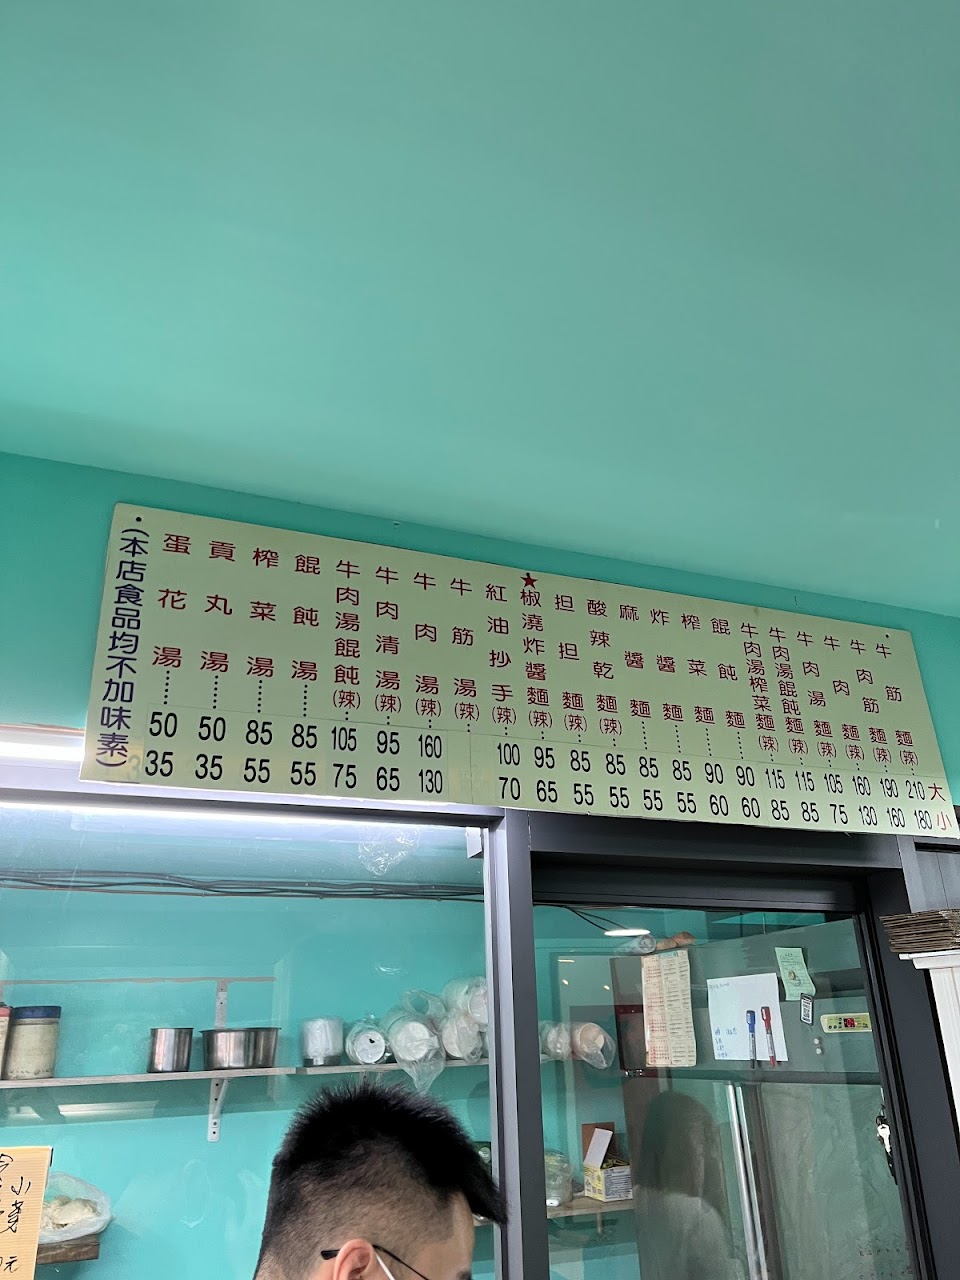 大 小
牛筋麵(辣) 210 180
牛肉筋麵(辣) 190 160
牛肉麵(辣) 160 130
牛肉湯麵(辣) 105 75
牛肉湯餛飩麵(辣) 115 85
牛肉湯榨菜麵(辣) 115 85
餛飩麵…… 90 60
榨菜麵…… 90 60
炸醬麵…… 85 55
麻醬麵…… 85 55
酸辣乾麵(辣) 85 55
担担麵(辣) 85 55
★椒澆炸醬麵(辣) 95 65
紅油抄手(辣) 100 70
牛筋湯(辣)
牛肉湯(辣) 160 130
牛肉清湯(辣) 95 65
牛肉湯餛飩(辣) 105 75
餛飩湯…… 85 55
榨菜湯…… 85 55
貢丸湯…… 50 35
蛋花湯…… 50 35
(本店食品均不加味素)